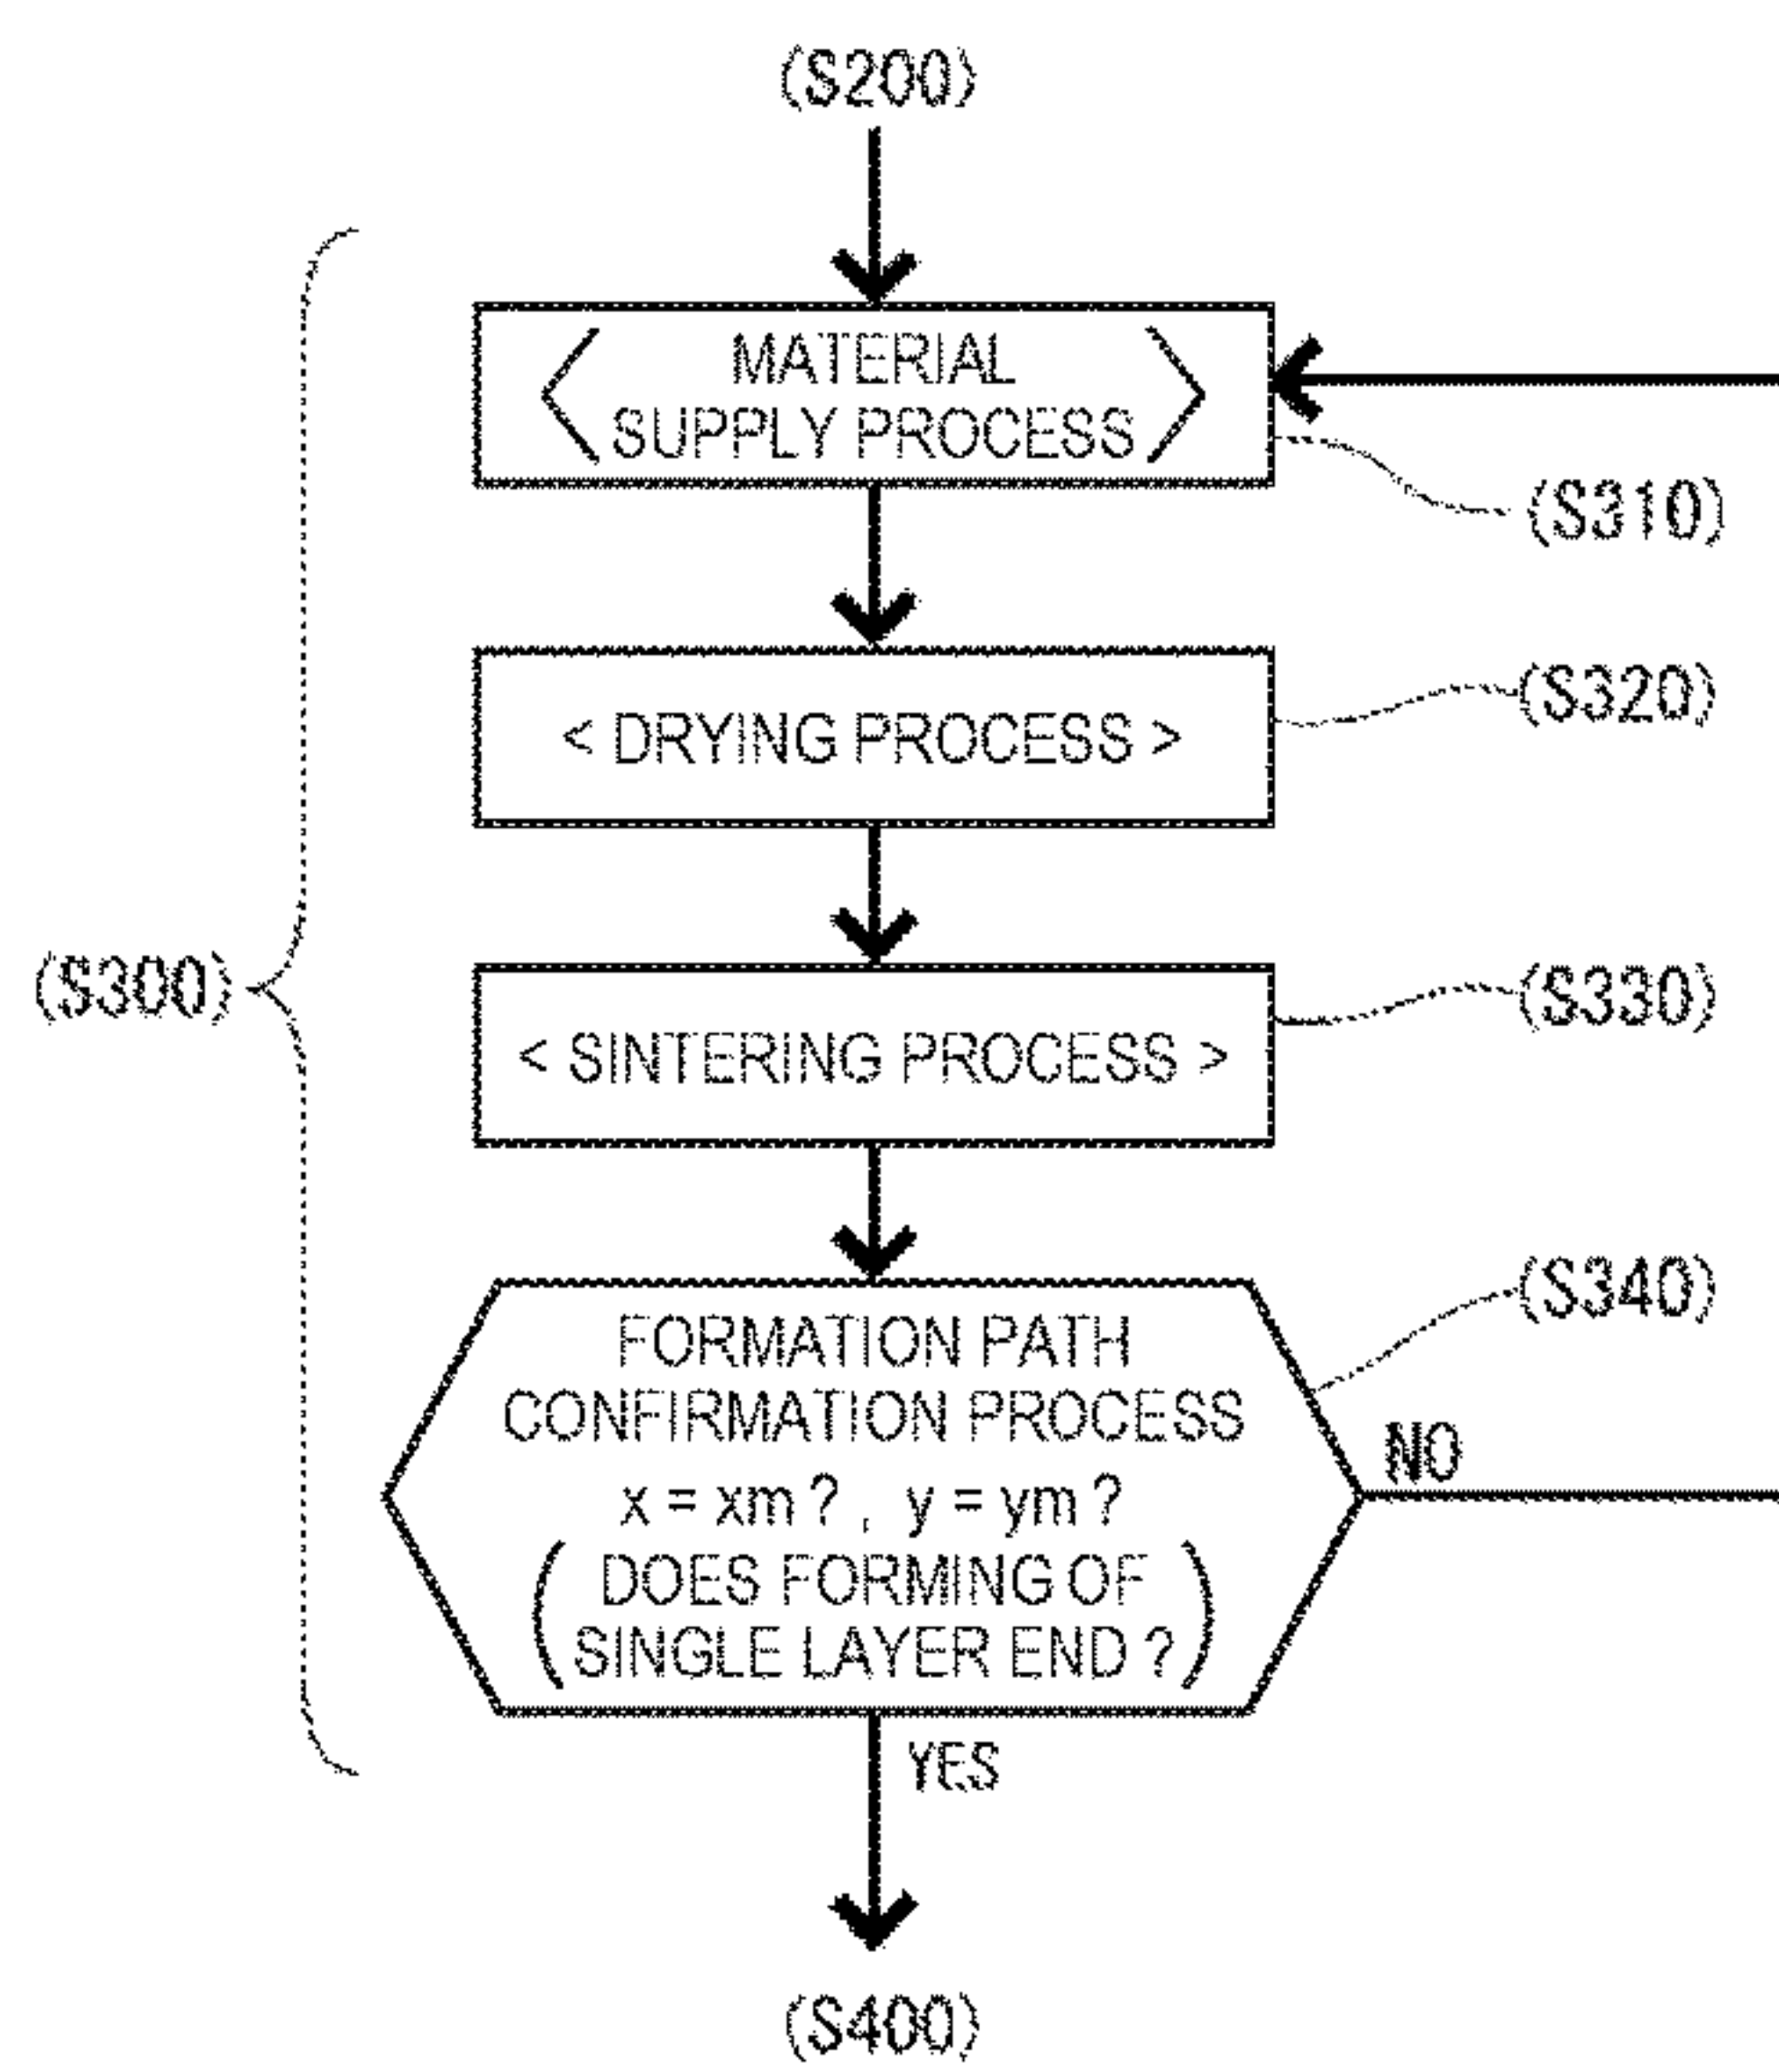 (S200)
MATERIAL
SUPPLY PROCESS
(S310)
< DRYING PROCESS >
(S320)
(S300)
< SINTERING PROCESS >
(S330)
FORMATION PATH
CONFIRMATION PROCESS
x = xm ? , y = ym ?
( DOES FORMING OF
SINGLE LAYER END ? )
(S340)
NO
YES
(S400)